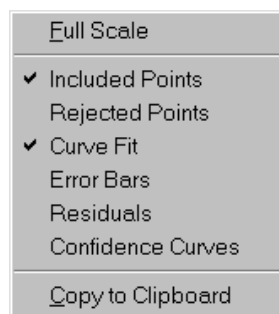 Full Scale
Included Points
Rejected Points
Curve Fit
Error Bars
Residuals
Confidence Curves
Copy to Clipboard